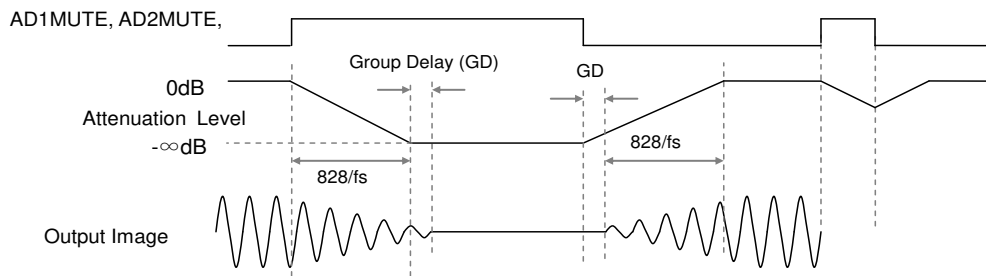 AD1MUTE, AD2MUTE,
Group Delay (GD)
GD
0dB
Attenuation Level
-∞dB
828/fs
828/fs
Output Image